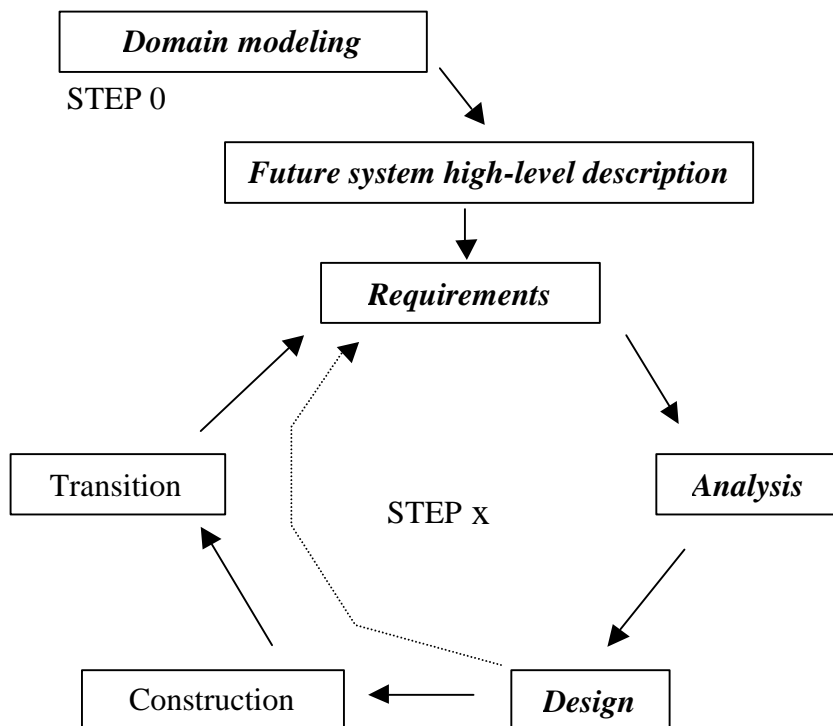 Domain modeling
STEP 0
Future system high-level description
Requirements
Transition
Analysis
STEP x
Construction
Design